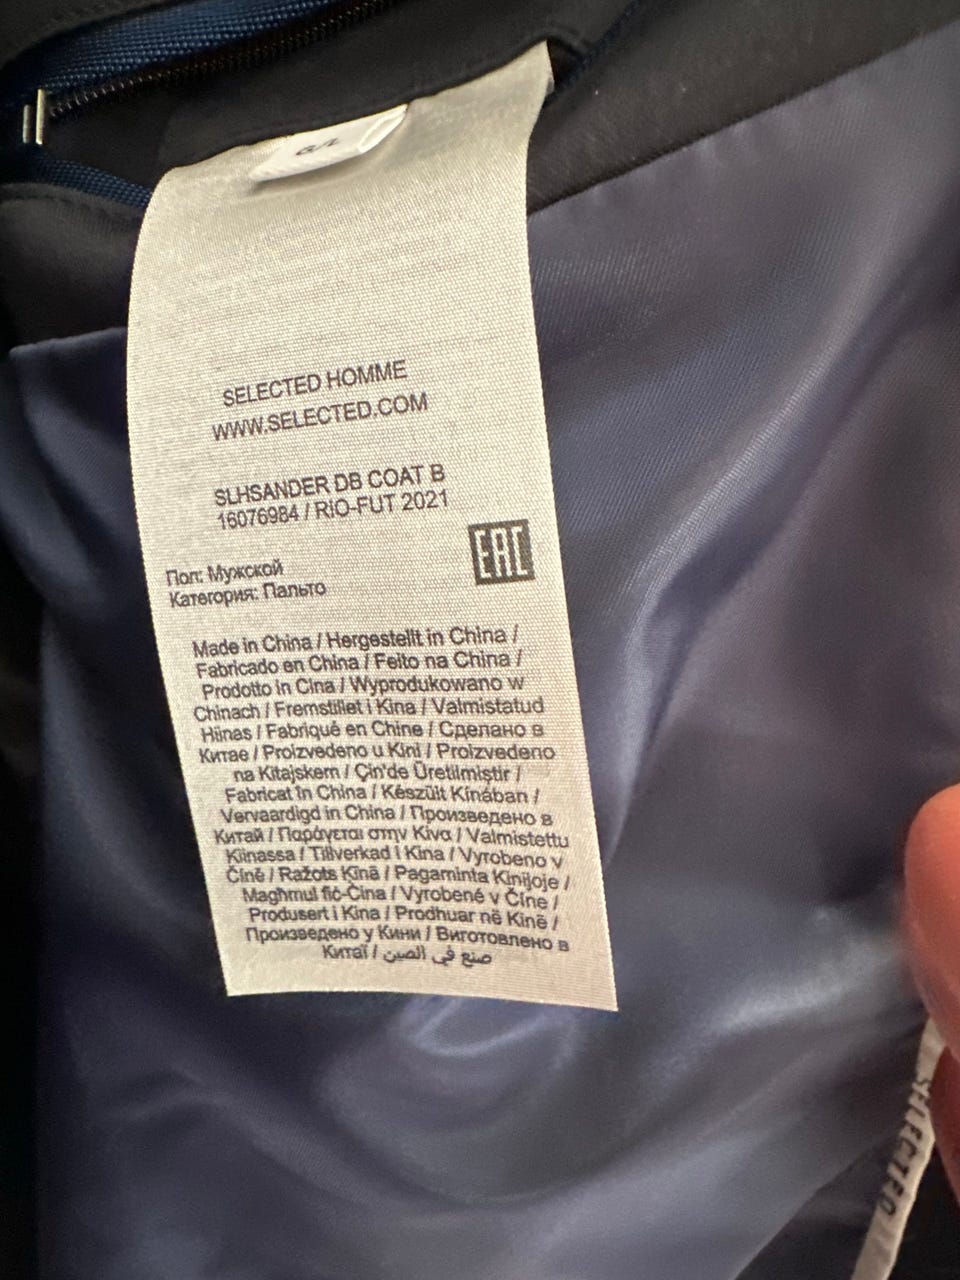 SELECTED HOMME
WWW.SELECTED.COM
SLHSANDER DB COAT B
16076984 / RIO-FUT 2021
EAC
Пол: Мужской
Категория: Пальто
Made in China / Hergestellt in China /
Fabricado en China / Feito na China /
Prodotto in Cina / Wyprodukowano w
Chinach / Fremstillet i Kina / Valmistatud
Hiinas / Fabriqué en Chine / Сделано в
Китае / Proizvedeno u Kini / Proizvedeno
na Kitajskem / Çin'de Üretilmiştir /
Fabricat în China / Készült Kínában /
Vervaardigd in China / Произведено в
Китай / Παράγεται στην Κίνα / Valmistettu
Kiinassa / Tillverkad i Kina / Vyrobeno v
Číně / Ražots Ķīnā / Pagaminta Kinijoje /
Magħmul fiċ-Ċina / Vyrobené v Číne /
Produsert i Kina / Prodhuar në Kinë /
Произведено у Кини / Виготовлено в
Китаї / صنع في الصين
SELECTED